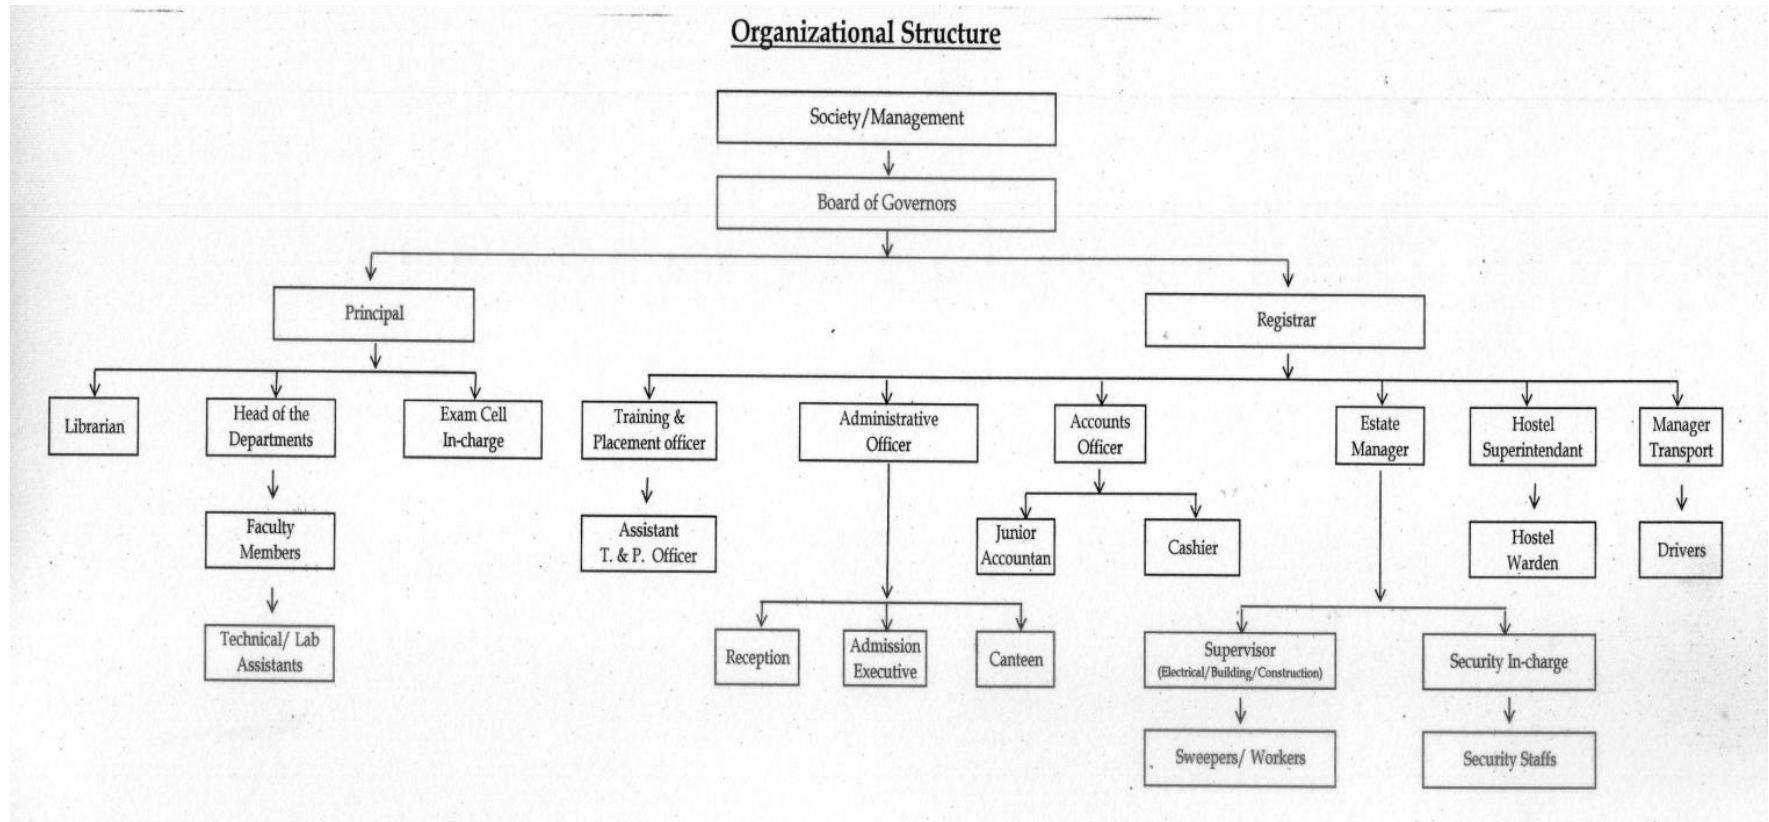 Organizational Structure
Society/Management
Board of Governors
Principal
Registrar
Librarian
Head of the
Departments
Exam Cell
In-charge
Training &
Placement officer
Administrative
Officer
Accounts
Officer
Estate
Manager
Hostel
Superintendant
Manager
Transport
Faculty
Members
Assistant
T. & P. Officer
Junior
Accountan
Cashier
Hostel
Warden
Drivers
Technical/ Lab
Assistants
Reception
Admission
Executive
Canteen
Supervisor
(Electrical/Building/Construction)
Security In-charge
Sweepers/ Workers
Security Staffs